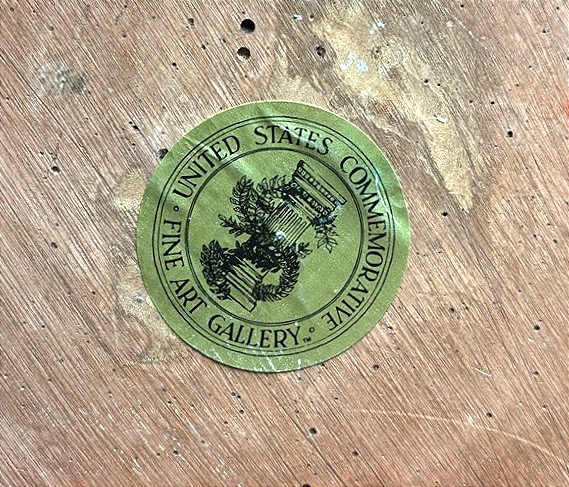 UNITED STATES COMMEMORATIVE
FINE ART GALLERY™